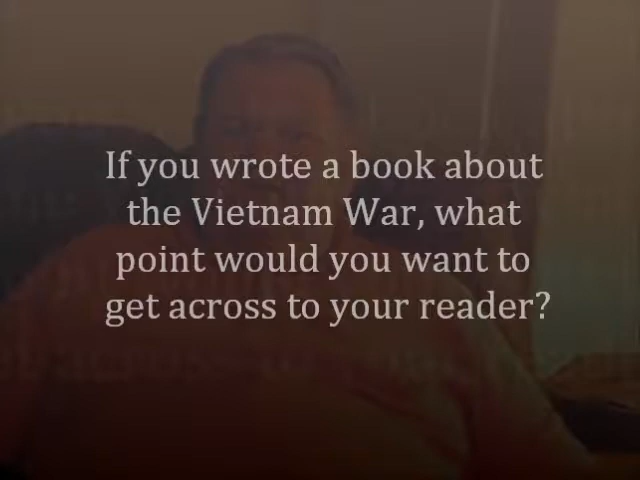 If you wrote a book about
the Vietnam War, what
point would you want to
get across to your reader?